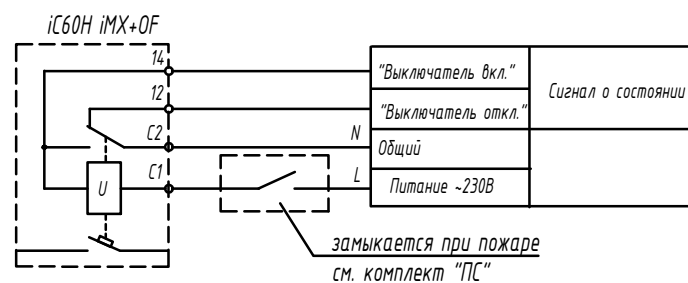 iC60H iMX+OF
14
"Выключатель вкл."
Сигнал о состоянии
12
"Выключатель откл."
C2
N
Общий
C1
L
Питание ~230В
U
замыкается при пожаре
см. комплект "ПС"